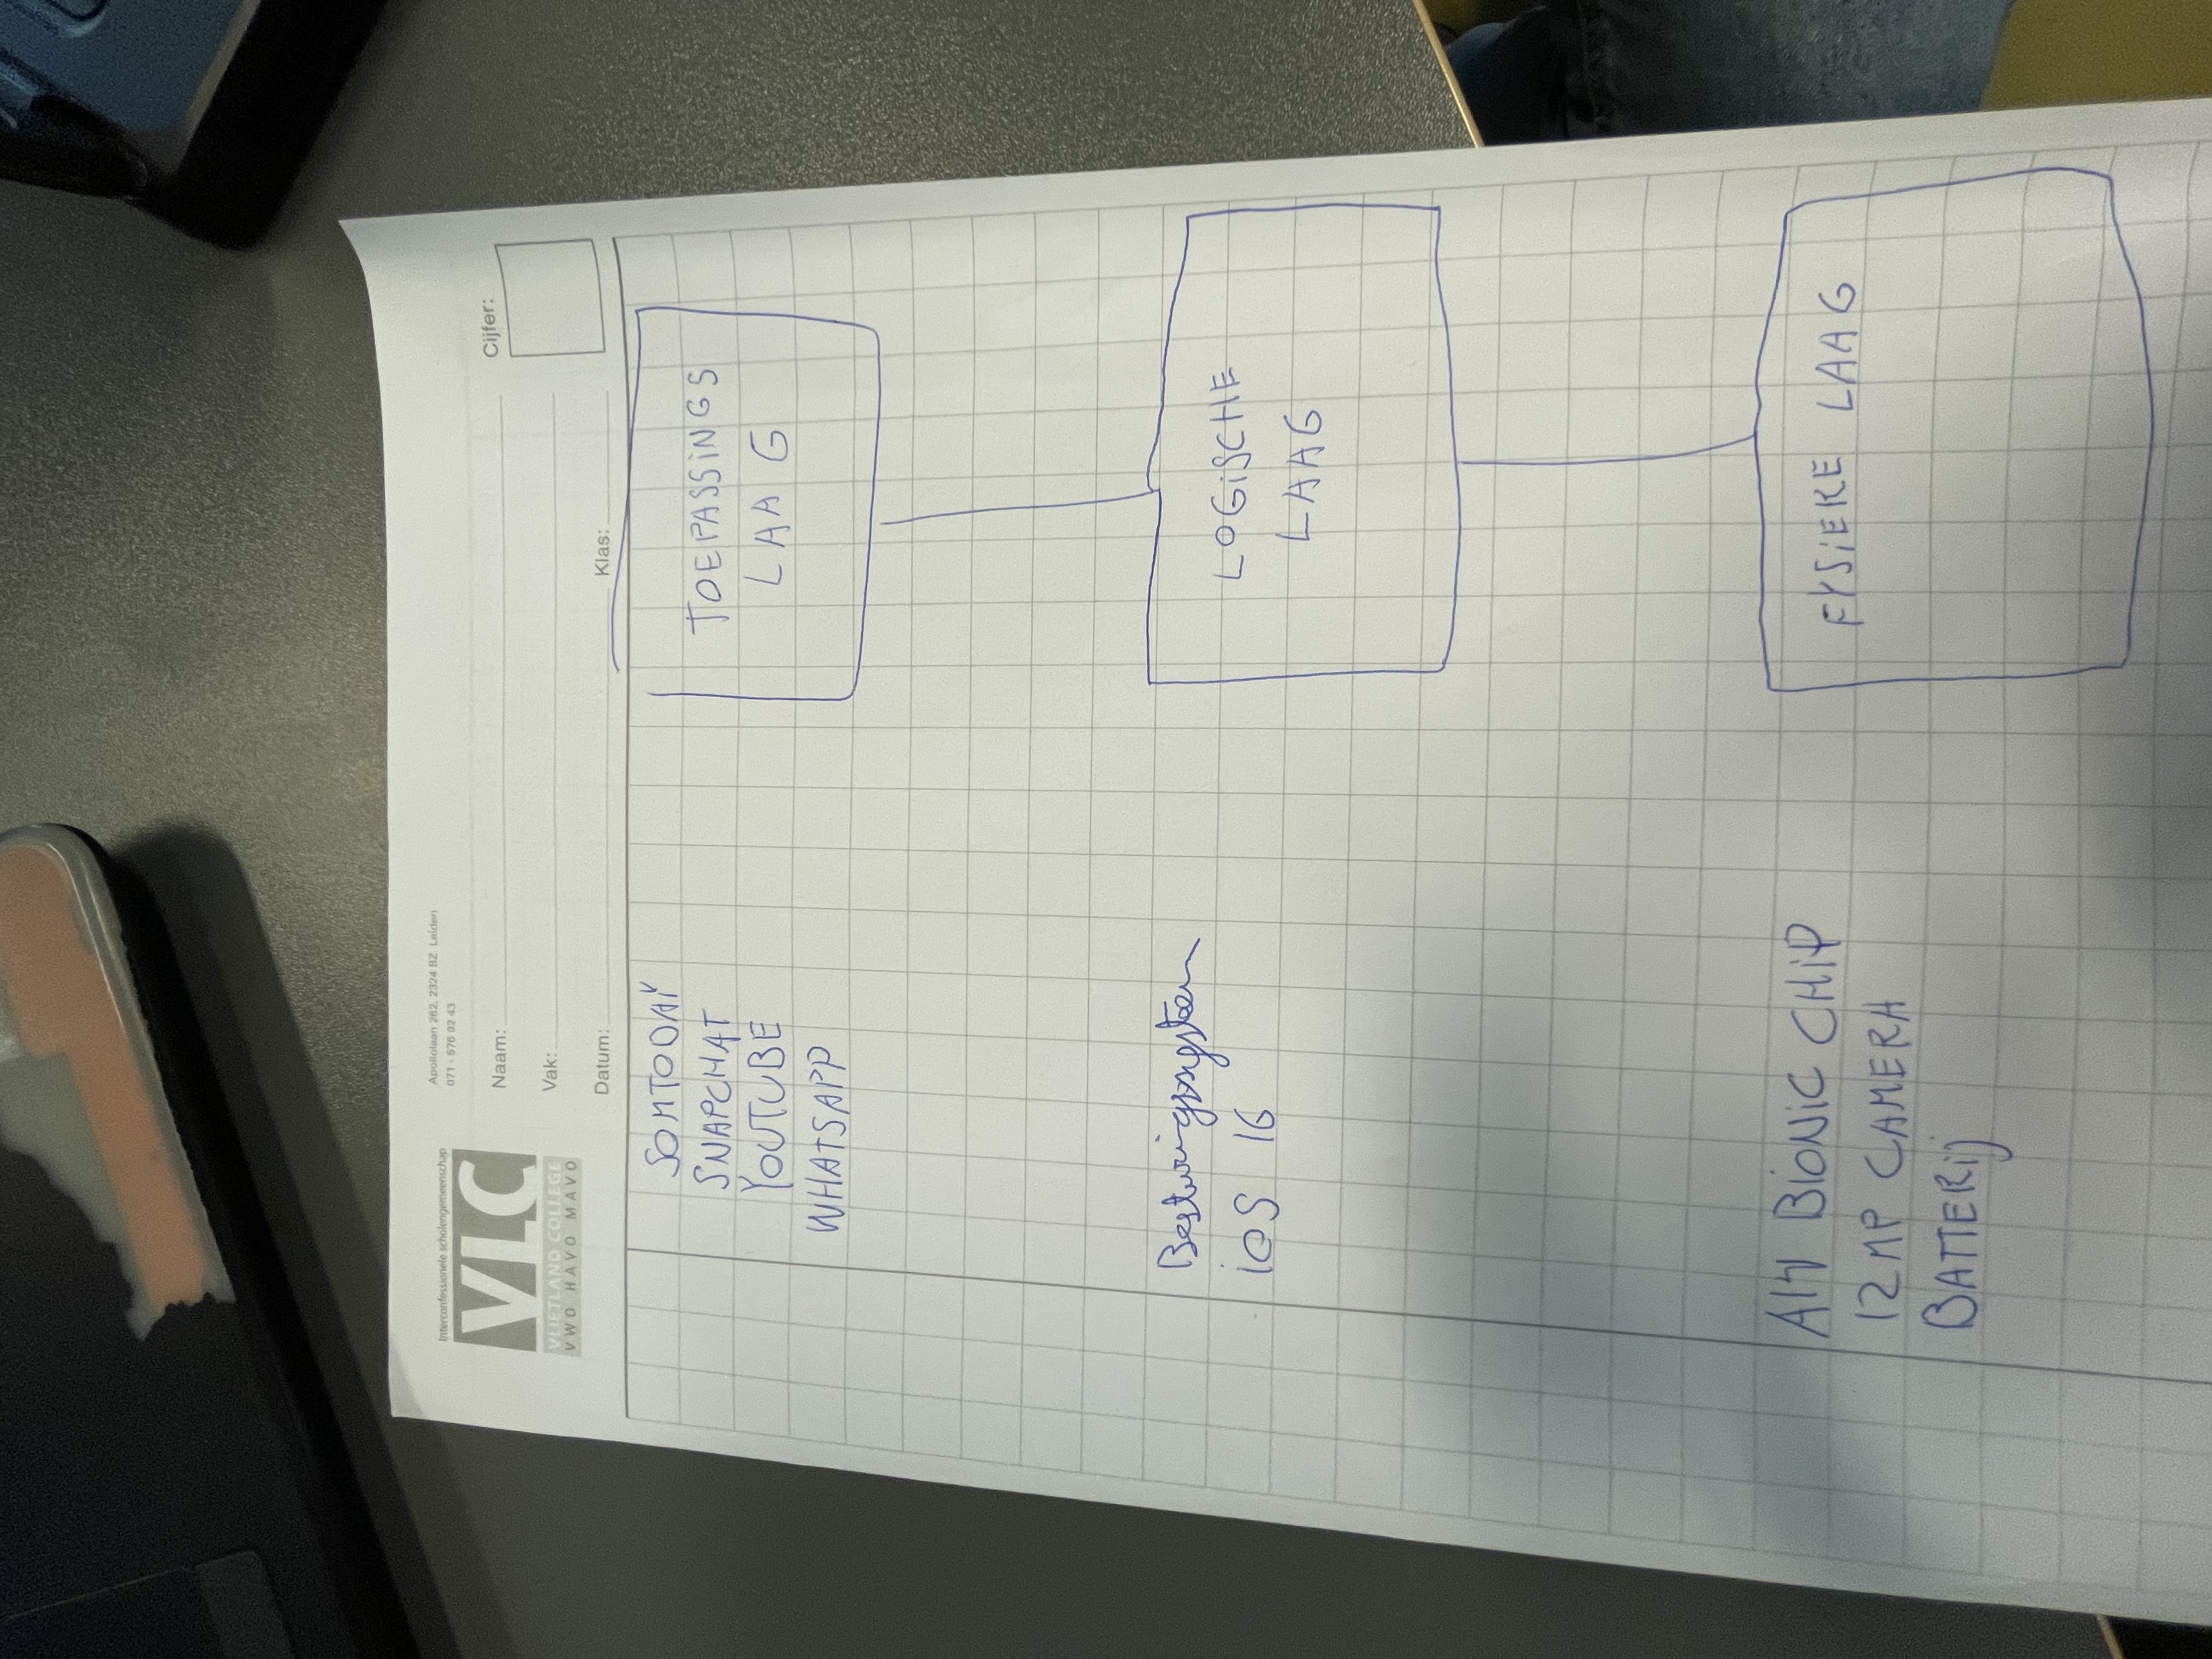 Interconfessionele scholengemeenschap
VLC
VLIETLAND COLLEGE
VWO HAVO MAVO
Apollolaan 262, 2324 BZ Leiden
071 - 576 92 43
Naam:
Vak:
Datum:
Klas:
Cijfer:
SOMTODAY
SNAPCHAT
YOUTUBE
WHATSAPP
TOEPASSINGS
LAAG
Besturingssysteem
iOS 16
LOGISCHE
LAAG
A14 BIONIC CHIP
12 MP CAMERA
BATTERij
FYSIEKE LAAG